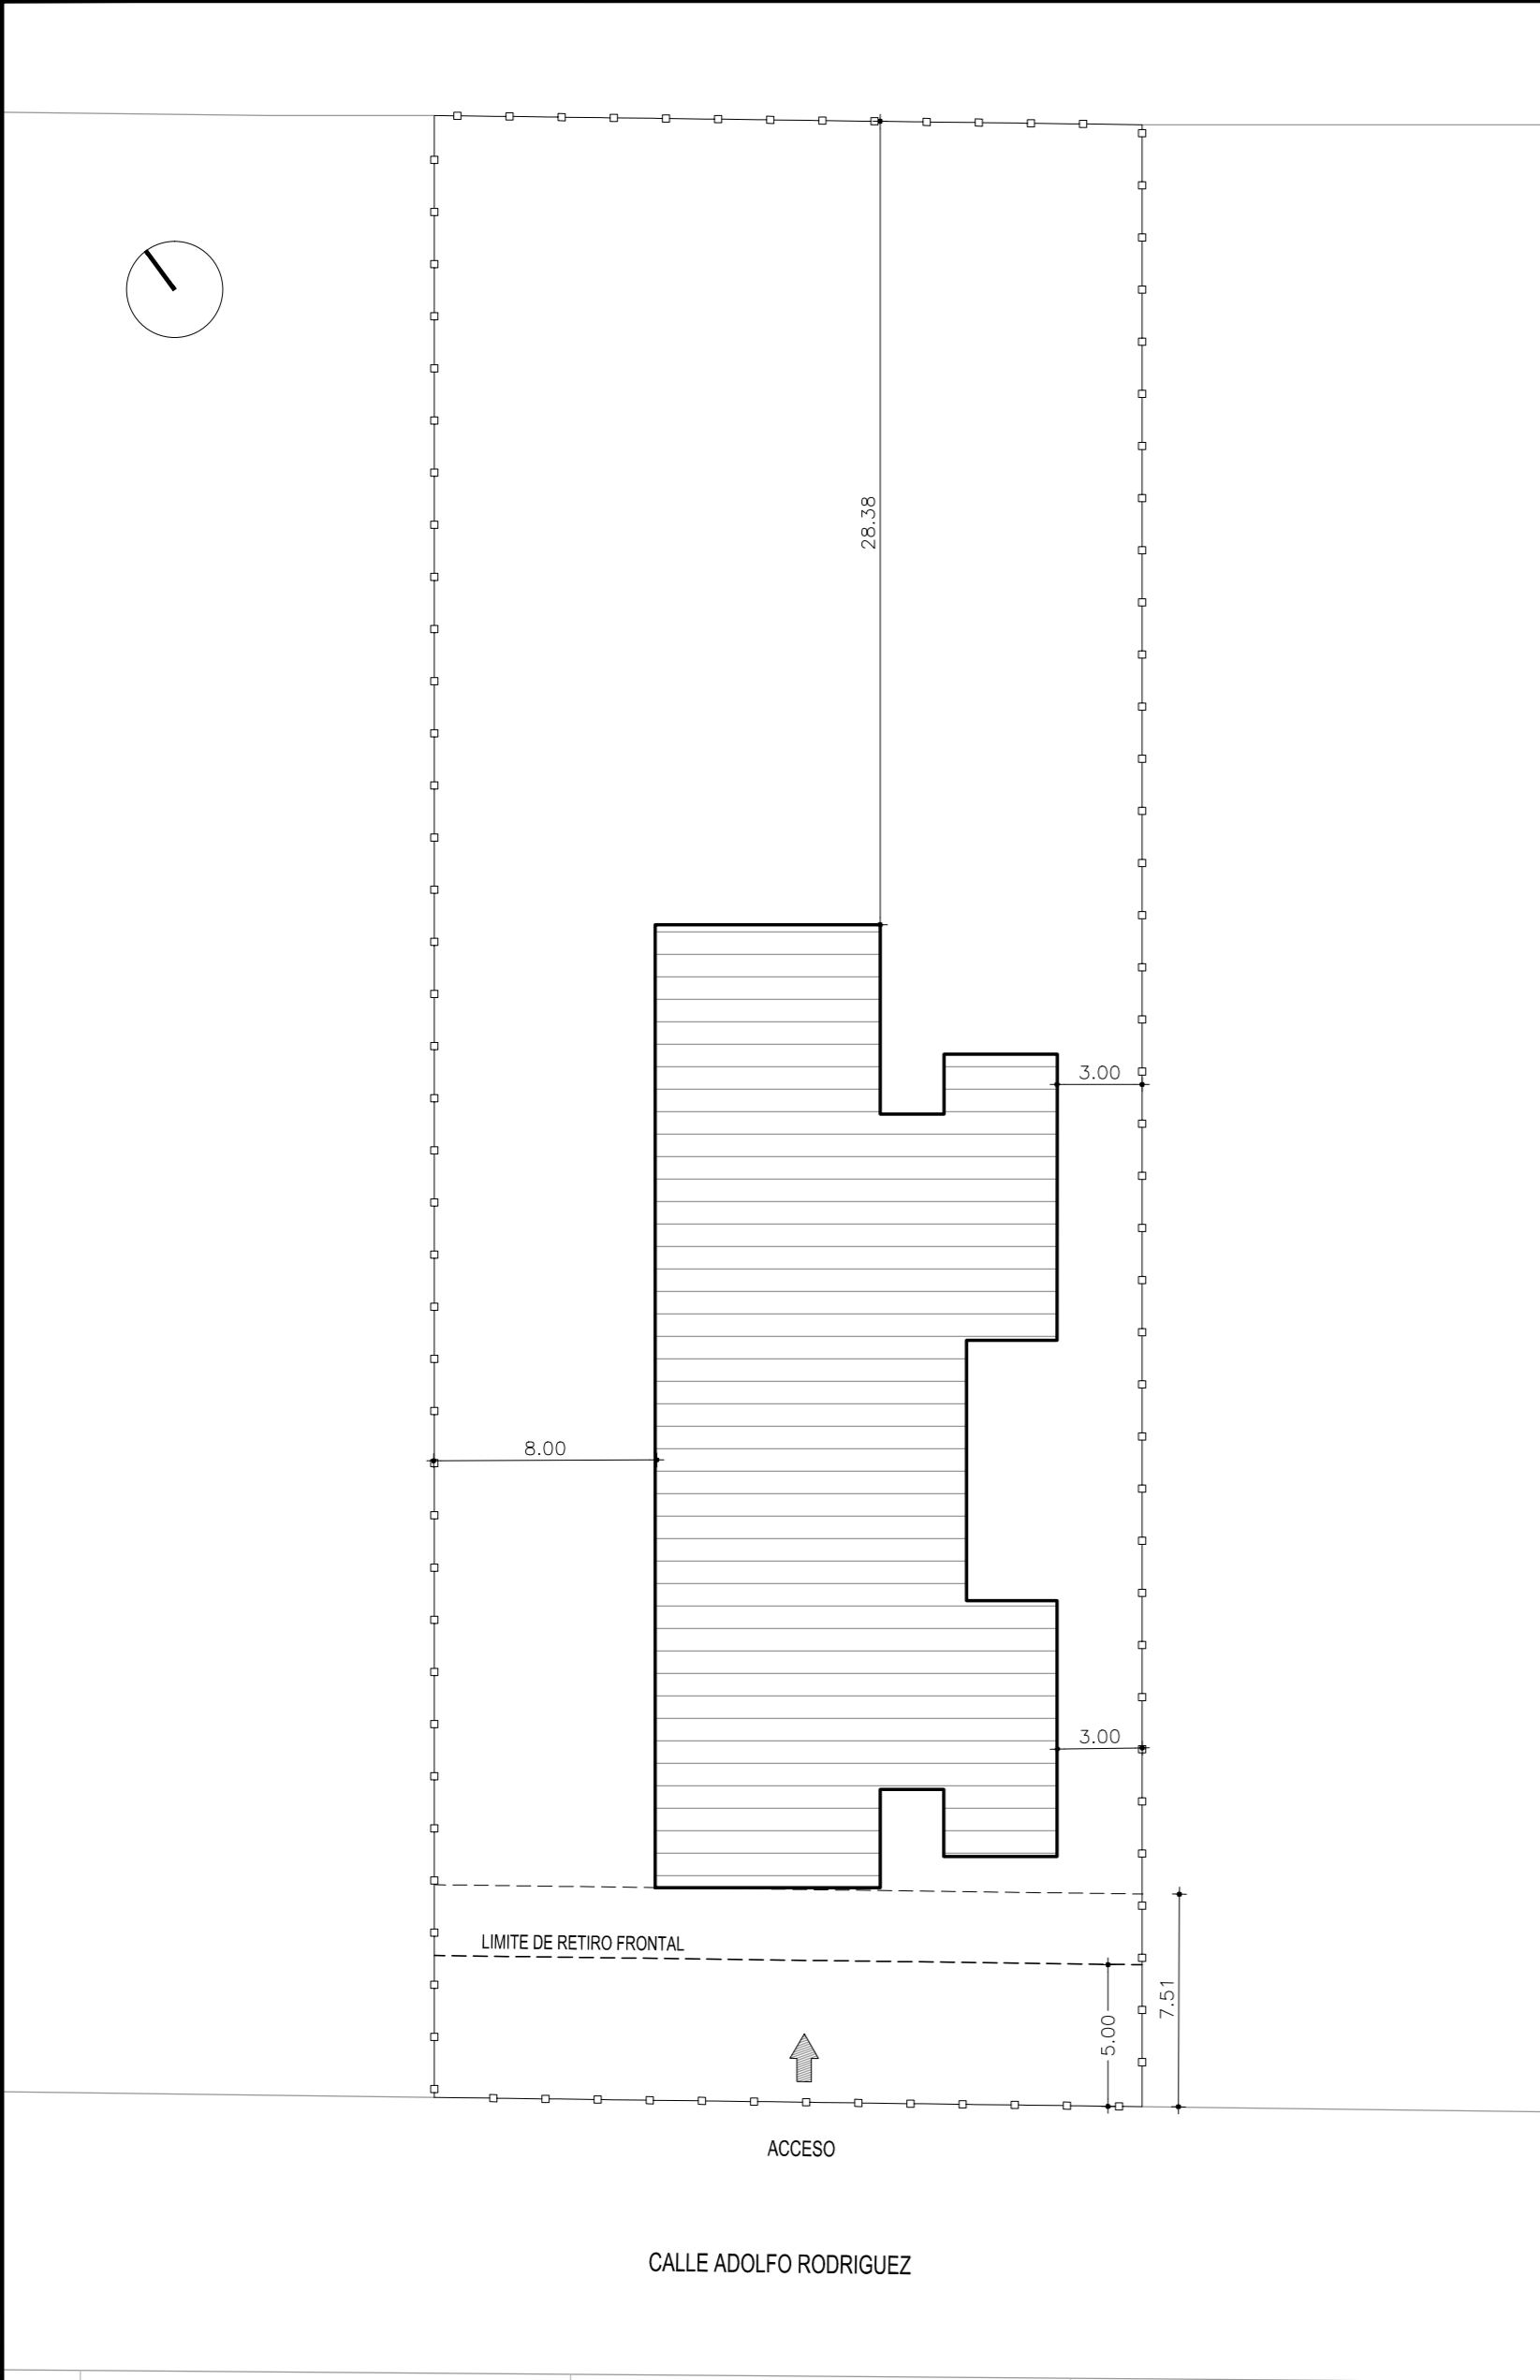 28.38
3.00
8.00
3.00
LIMITE DE RETIRO FRONTAL
7.51
5.00
ACCESO
CALLE ADOLFO RODRIGUEZ